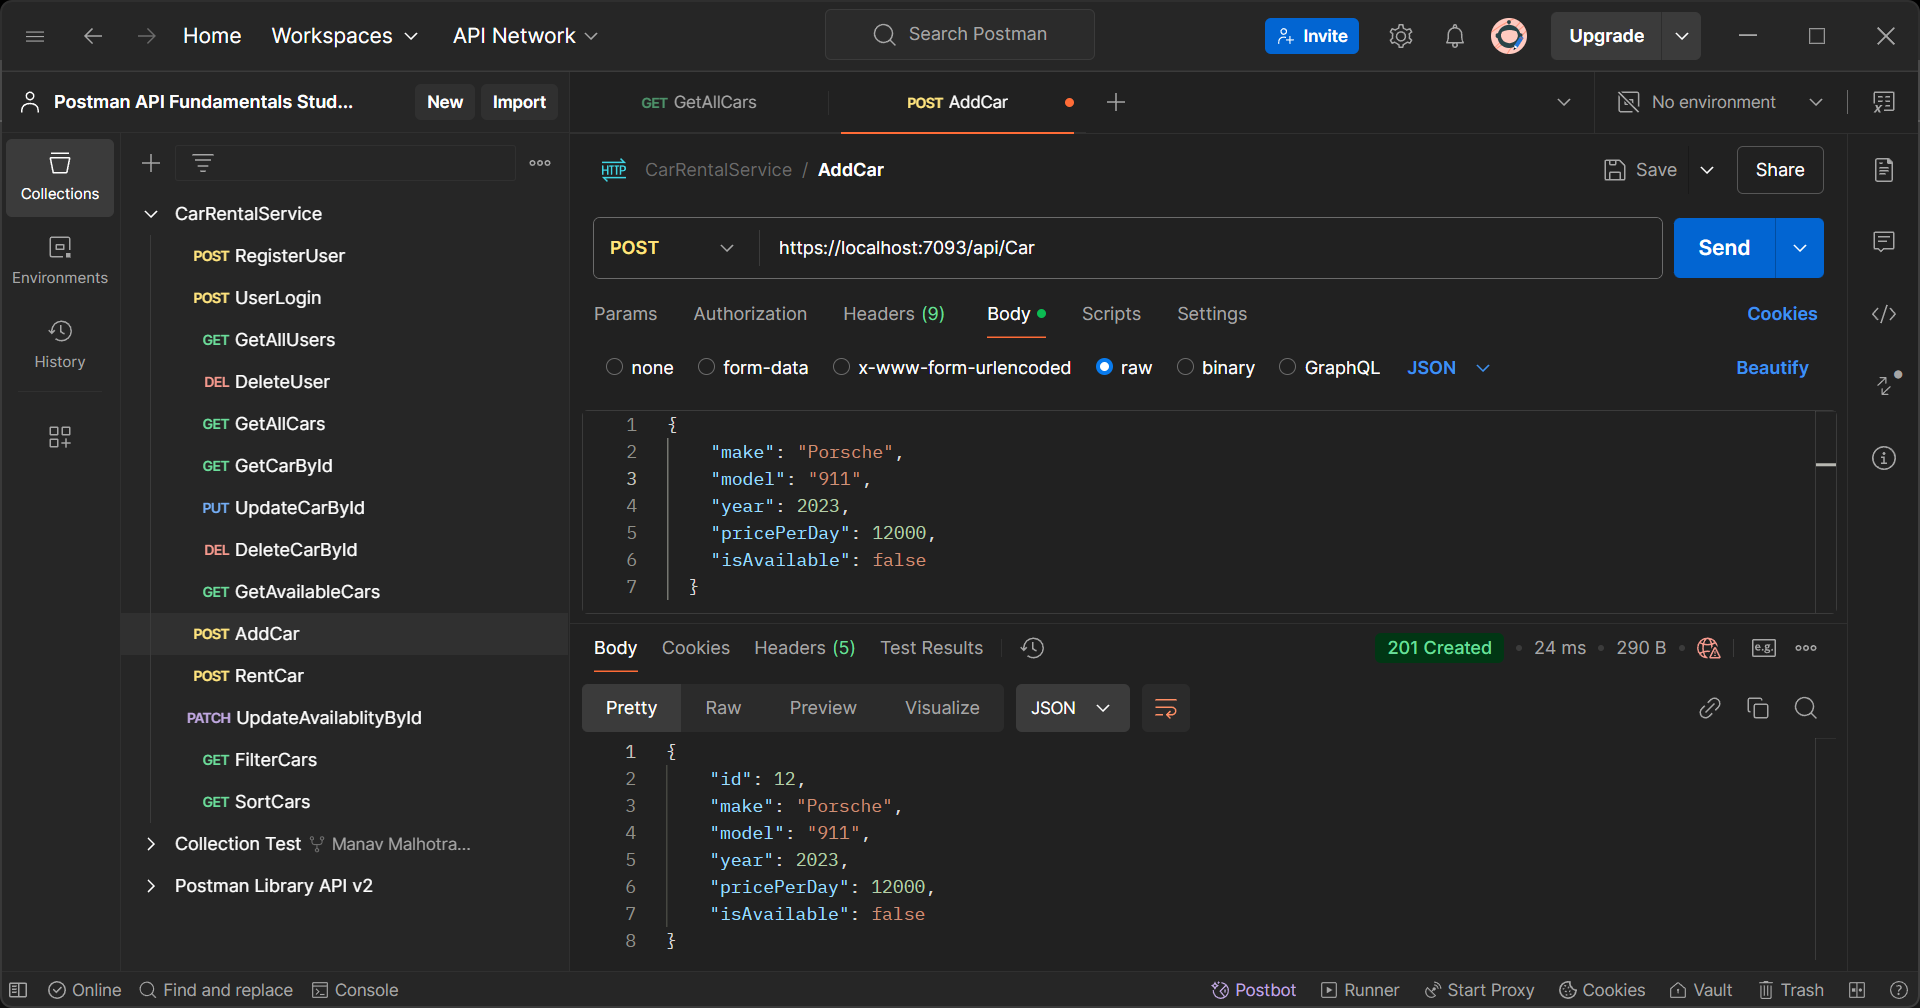 Home Workspaces API Network Search Postman Invite Upgrade
Postman API Fundamentals Stud... New Import GET GetAllCars POST AddCar No environment
Collections
Environments
History
CarRentalService
POST RegisterUser
POST UserLogin
GET GetAllUsers
DEL DeleteUser
GET GetAllCars
GET GetCarById
PUT UpdateCarById
DEL DeleteCarById
GET GetAvailableCars
POST AddCar
POST RentCar
PATCH UpdateAvailablityById
GET FilterCars
GET SortCars
Collection Test Manav Malhotra...
Postman Library API v2
HTTP CarRentalService / AddCar Save Share
POST https://localhost:7093/api/Car Send
Params Authorization Headers (9) Body Scripts Settings Cookies
none form-data x-www-form-urlencoded raw binary GraphQL JSON Beautify
1 {
2 "make": "Porsche",
3 "model": "911",
4 "year": 2023,
5 "pricePerDay": 12000,
6 "isAvailable": false
7 }
Body Cookies Headers (5) Test Results 201 Created 24 ms 290 B e.g.
Pretty Raw Preview Visualize JSON
1 {
2 "id": 12,
3 "make": "Porsche",
4 "model": "911",
5 "year": 2023,
6 "pricePerDay": 12000,
7 "isAvailable": false
8 }
Online Find and replace Console Postbot Runner Start Proxy Cookies Vault Trash